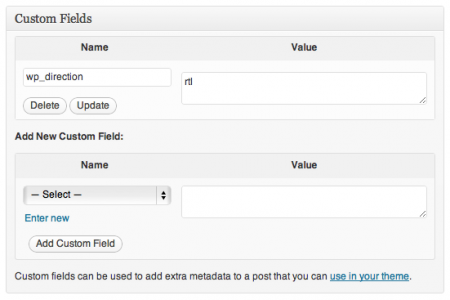 Custom Fields
Name Value
wp_direction rtl
Delete Update
Add New Custom Field:
Name Value
— Select —
Enter new
Add Custom Field
Custom fields can be used to add extra metadata to a post that you can use in your theme.